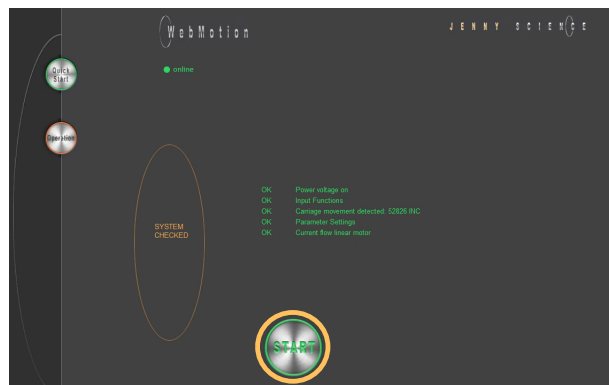 WebMotion
JENNY SCIENCE
online
Quick Start
Operation
SYSTEM
CHECKED
OK Power voltage on
OK Input Functions
OK Carriage movement detected: 52826 INC
OK Parameter Settings
OK Current flow linear motor
START